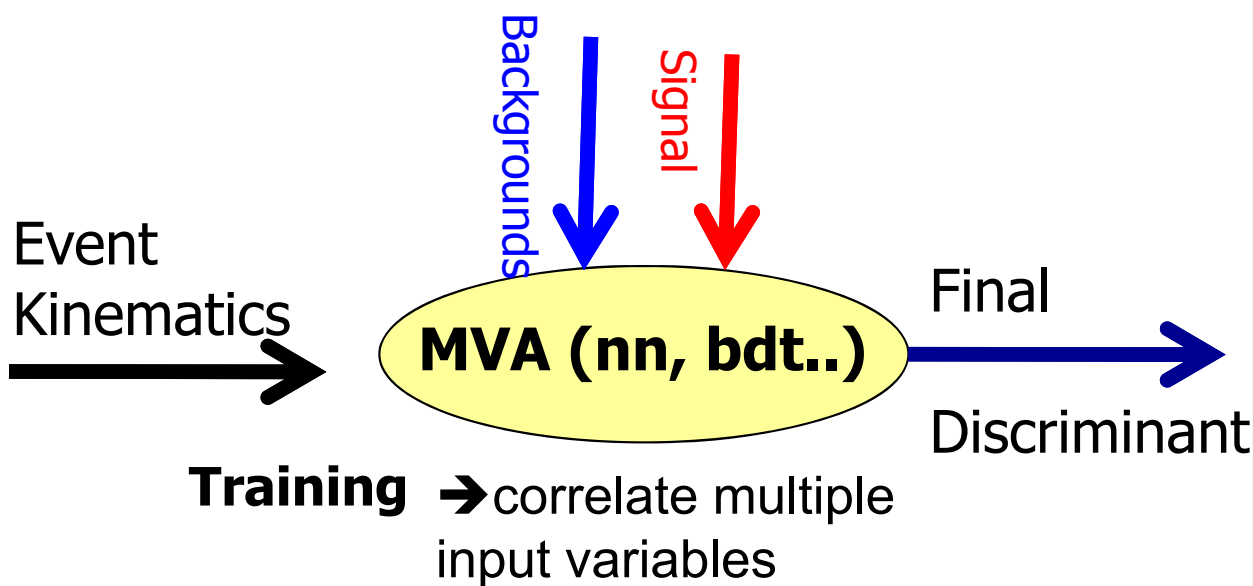 Backgrounds
Signal
Event
Kinematics
MVA (nn, bdt..)
Final
Discriminant
Training ➔correlate multiple
input variables